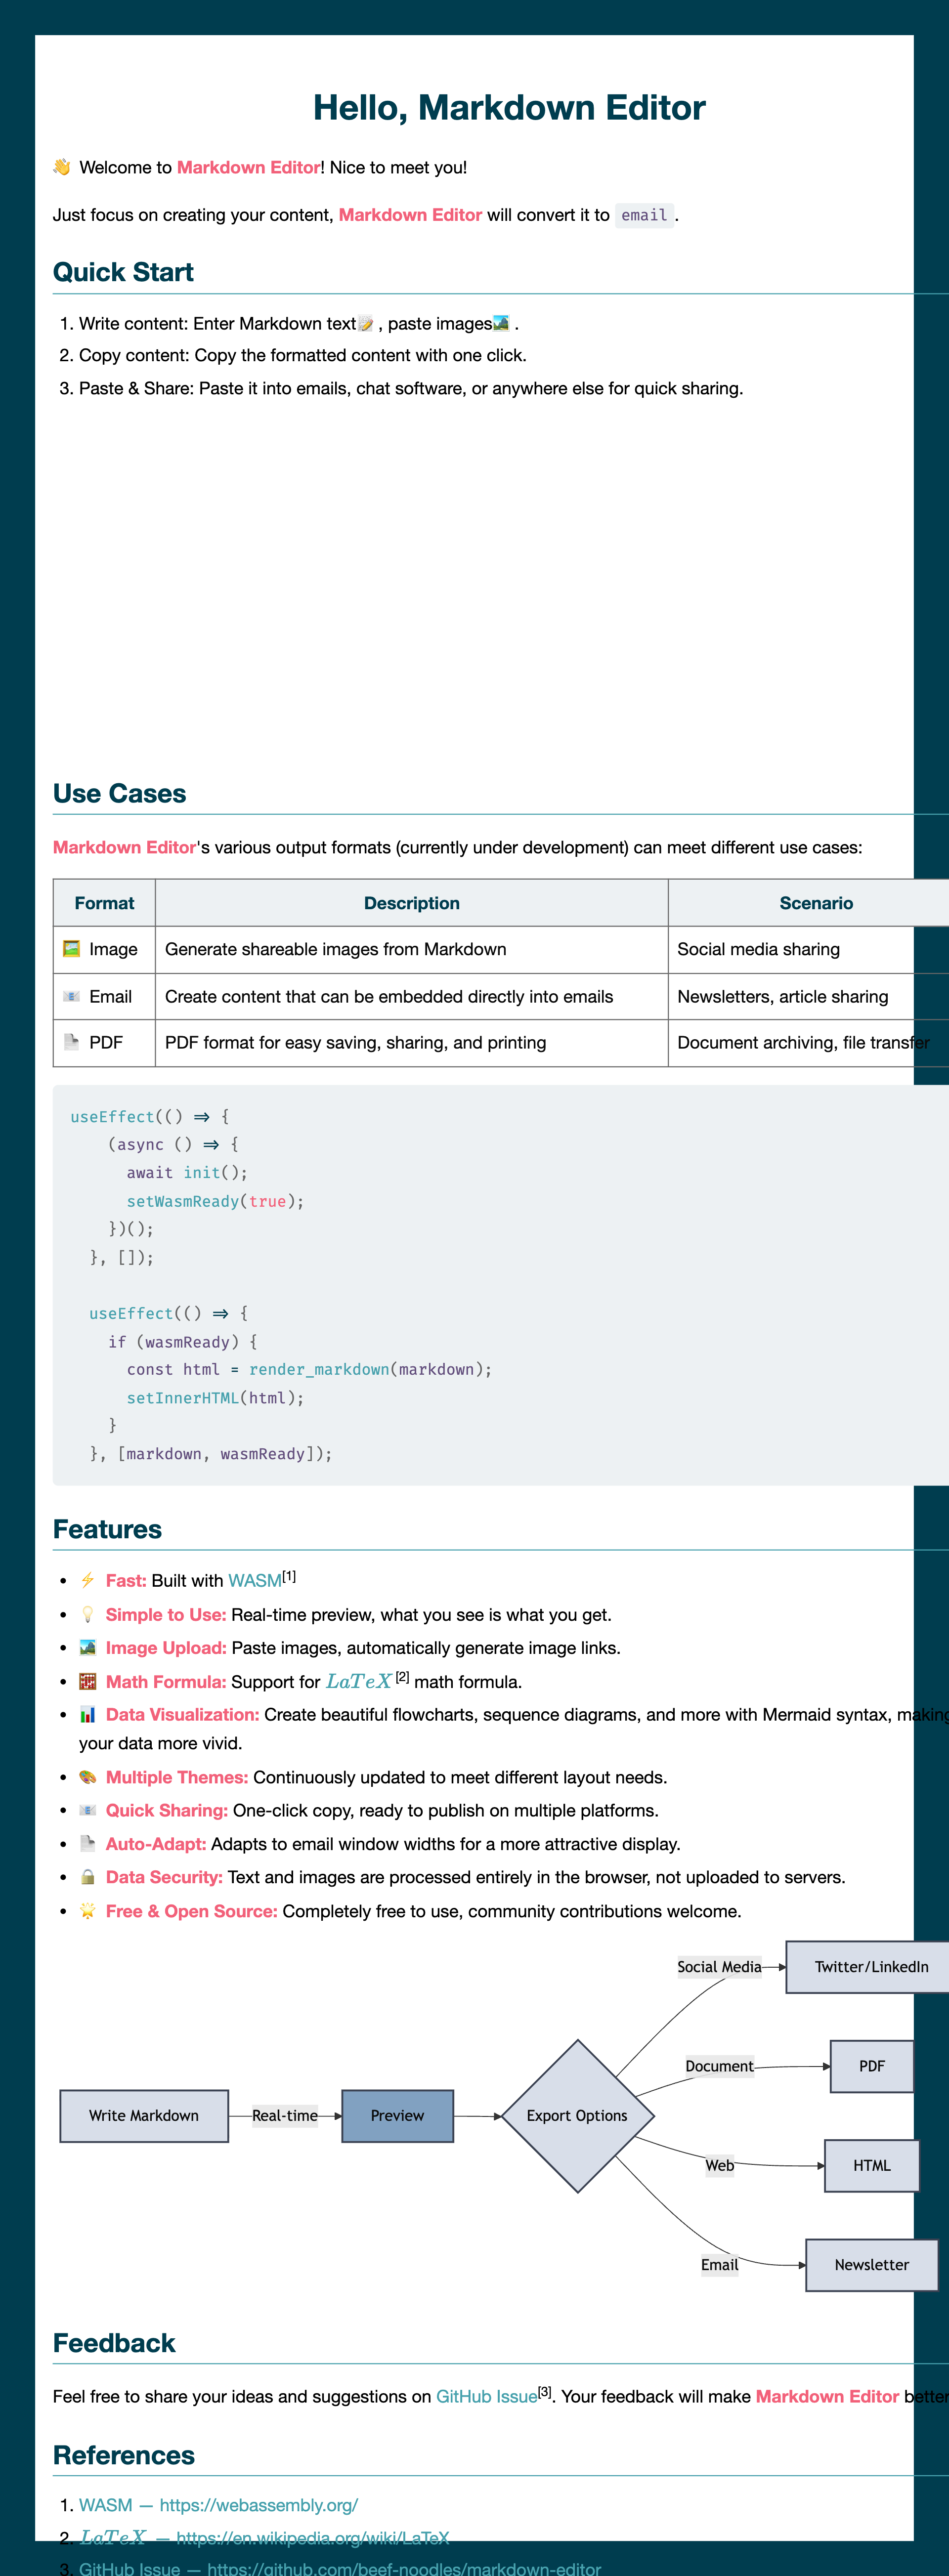 Hello, Markdown Editor
👋 Welcome to Markdown Editor! Nice to meet you!
Just focus on creating your content, Markdown Editor will convert it to email.
Quick Start
1. Write content: Enter Markdown text📝, paste images🏞️.
2. Copy content: Copy the formatted content with one click.
3. Paste & Share: Paste it into emails, chat software, or anywhere else for quick sharing.
Use Cases
Markdown Editor's various output formats (currently under development) can meet different use cases:
Format Description Scenario
🖼️ Image Generate shareable images from Markdown Social media sharing
📧 Email Create content that can be embedded directly into emails Newsletters, article sharing
📄 PDF PDF format for easy saving, sharing, and printing Document archiving, file transfer
useEffect(() => {
    (async () => {
      await init();
      setWasmReady(true);
    })();
  }, []);
  useEffect(() => {
    if (wasmReady) {
      const html = render_markdown(markdown);
      setInnerHTML(html);
    }
  }, [markdown, wasmReady]);
Features
• ⚡ Fast: Built with WASM[1]
• 💡 Simple to Use: Real-time preview, what you see is what you get.
• 🏞️ Image Upload: Paste images, automatically generate image links.
• 🧮 Math Formula: Support for LaTeX[2] math formula.
• 📊 Data Visualization: Create beautiful flowcharts, sequence diagrams, and more with Mermaid syntax, making
your data more vivid.
• 🎨 Multiple Themes: Continuously updated to meet different layout needs.
• 📧 Quick Sharing: One-click copy, ready to publish on multiple platforms.
• 📄 Auto-Adapt: Adapts to email window widths for a more attractive display.
• 🔒 Data Security: Text and images are processed entirely in the browser, not uploaded to servers.
• 🌟 Free & Open Source: Completely free to use, community contributions welcome.
Social Media
Twitter/LinkedIn
Document
PDF
Write Markdown
Real-time
Preview
Export Options
Web
HTML
Email
Newsletter
Feedback
Feel free to share your ideas and suggestions on GitHub Issue[3]. Your feedback will make Markdown Editor better
References
1. WASM — https://webassembly.org/
2. LaTeX — https://en.wikipedia.org/wiki/LaTeX
3. GitHub Issue — https://github.com/beef-noodles/markdown-editor